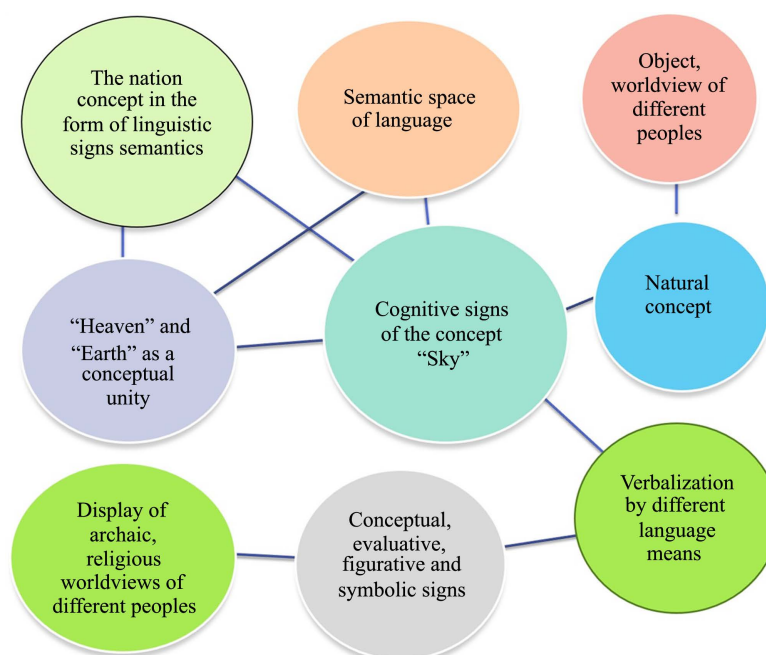 The nation
concept in the
form of linguistic
signs semantics
Semantic space
of language
Object,
worldview of
different
peoples
“Heaven” and
“Earth” as a
conceptual
unity
Cognitive signs
of the concept
“Sky”
Natural
concept
Display of
archaic,
religious
worldviews of
different peoples
Conceptual,
evaluative,
figurative and
symbolic signs
Verbalization
by different
language
means